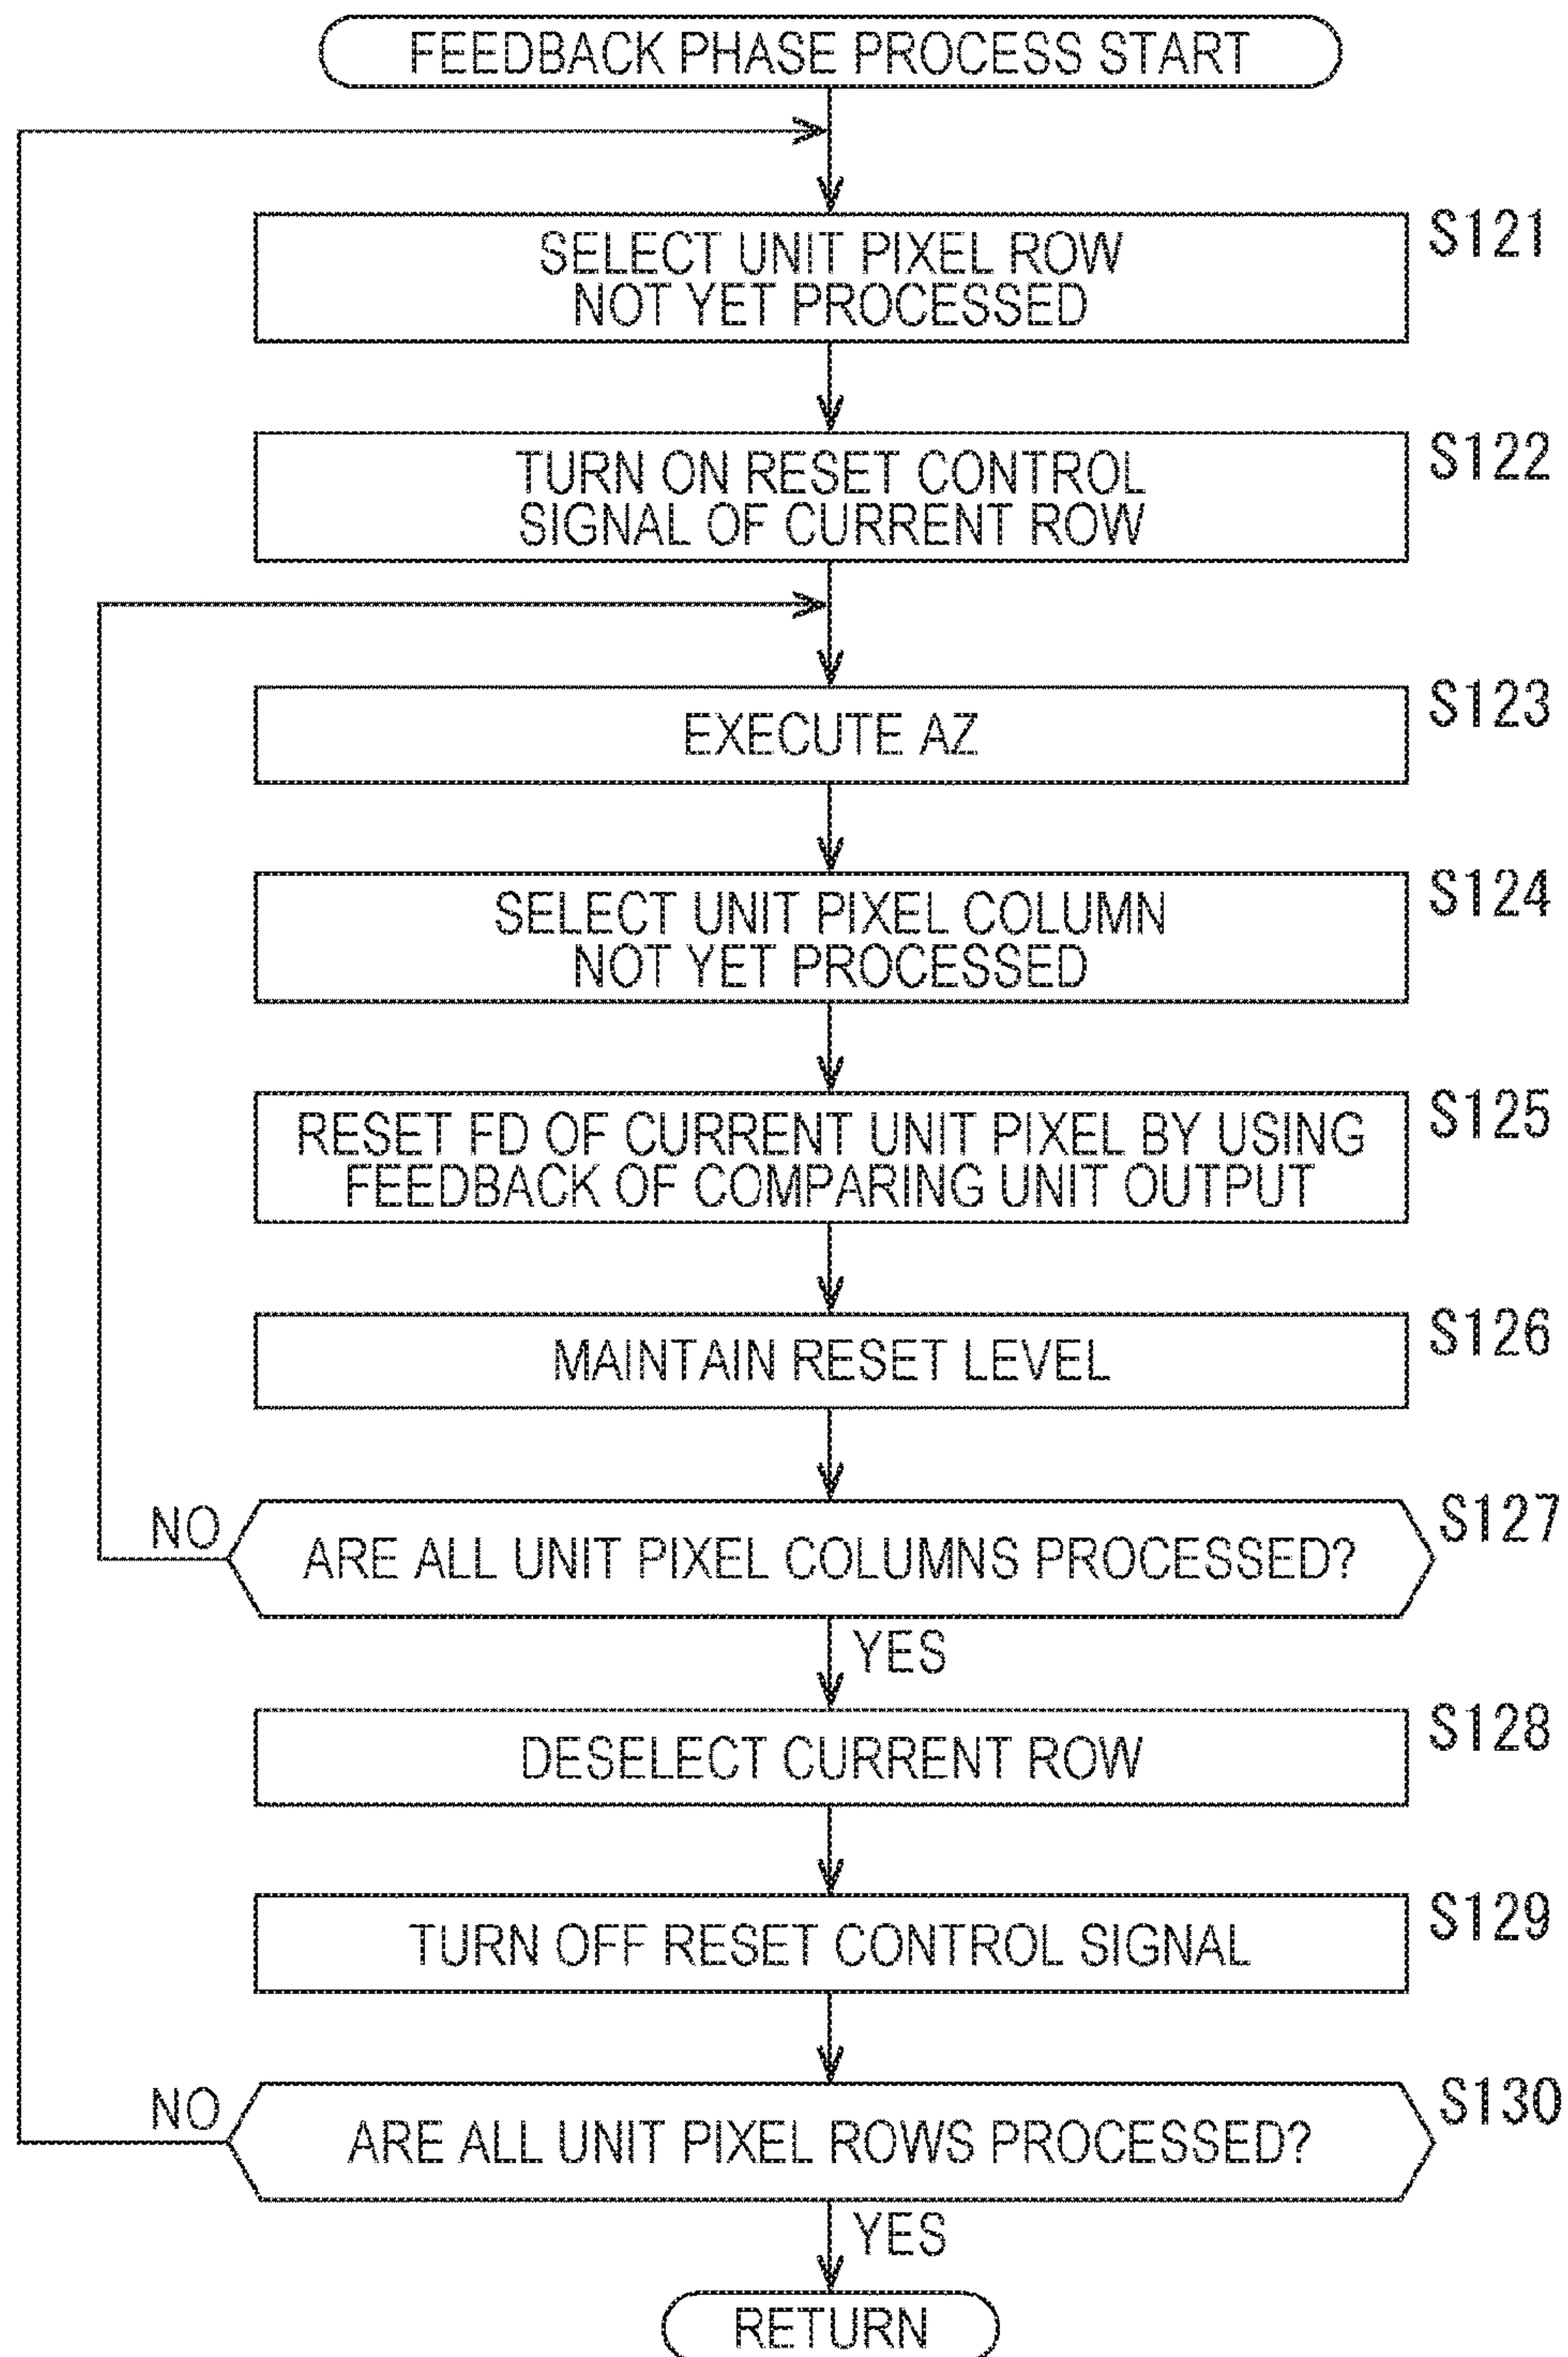 FEEDBACK PHASE PROCESS START
SELECT UNIT PIXEL ROW
NOT YET PROCESSED
S121
TURN ON RESET CONTROL
SIGNAL OF CURRENT ROW
S122
EXECUTE AZ
S123
SELECT UNIT PIXEL COLUMN
NOT YET PROCESSED
S124
RESET FD OF CURRENT UNIT PIXEL BY USING
FEEDBACK OF COMPARING UNIT OUTPUT
S125
MAINTAIN RESET LEVEL
S126
NO
ARE ALL UNIT PIXEL COLUMNS PROCESSED?
S127
YES
DESELECT CURRENT ROW
S128
TURN OFF RESET CONTROL SIGNAL
S129
NO
ARE ALL UNIT PIXEL ROWS PROCESSED?
S130
YES
RETURN